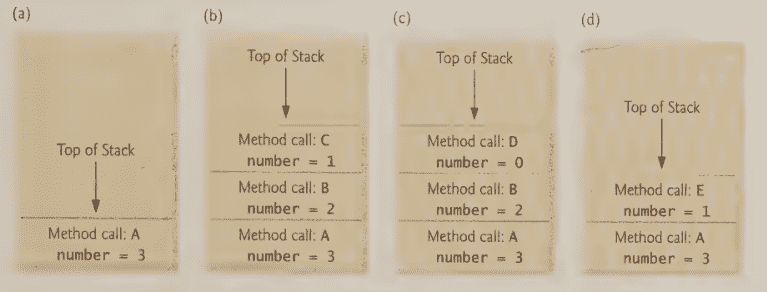 (a)
Top of Stack
Method call: A
number = 3
(b)
Top of Stack
Method call: C
number = 1
Method call: B
number = 2
Method call: A
number = 3
(c)
Top of Stack
Method call: D
number = 0
Method call: B
number = 2
Method call: A
number = 3
(d)
Top of Stack
Method call: E
number = 1
Method call: A
number = 3